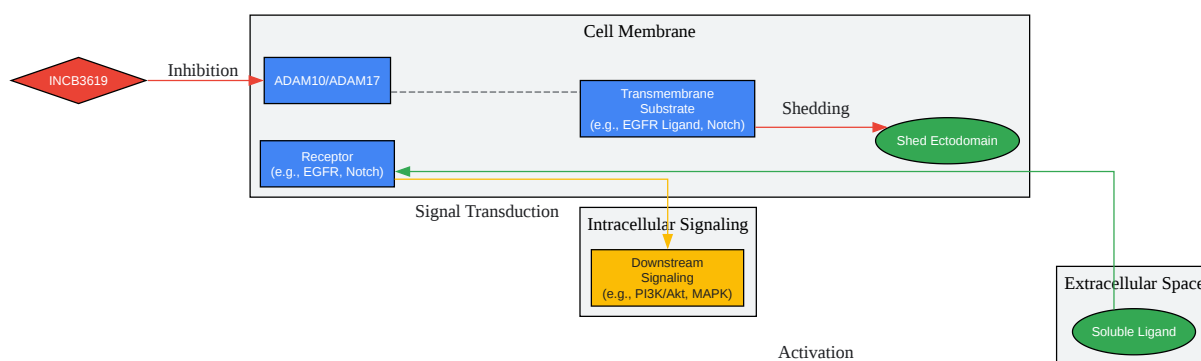 Cell Membrane
INCB3619
Inhibition
ADAM10/ADAM17
Transmembrane
Substrate
(e.g., EGFR Ligand, Notch)
Shedding
Shed Ectodomain
Receptor
(e.g., EGFR, Notch)
Signal Transduction
Intracellular Signaling
Downstream
Signaling
(e.g., PI3K/Akt, MAPK)
Extracellular Space
Soluble Ligand
Activation